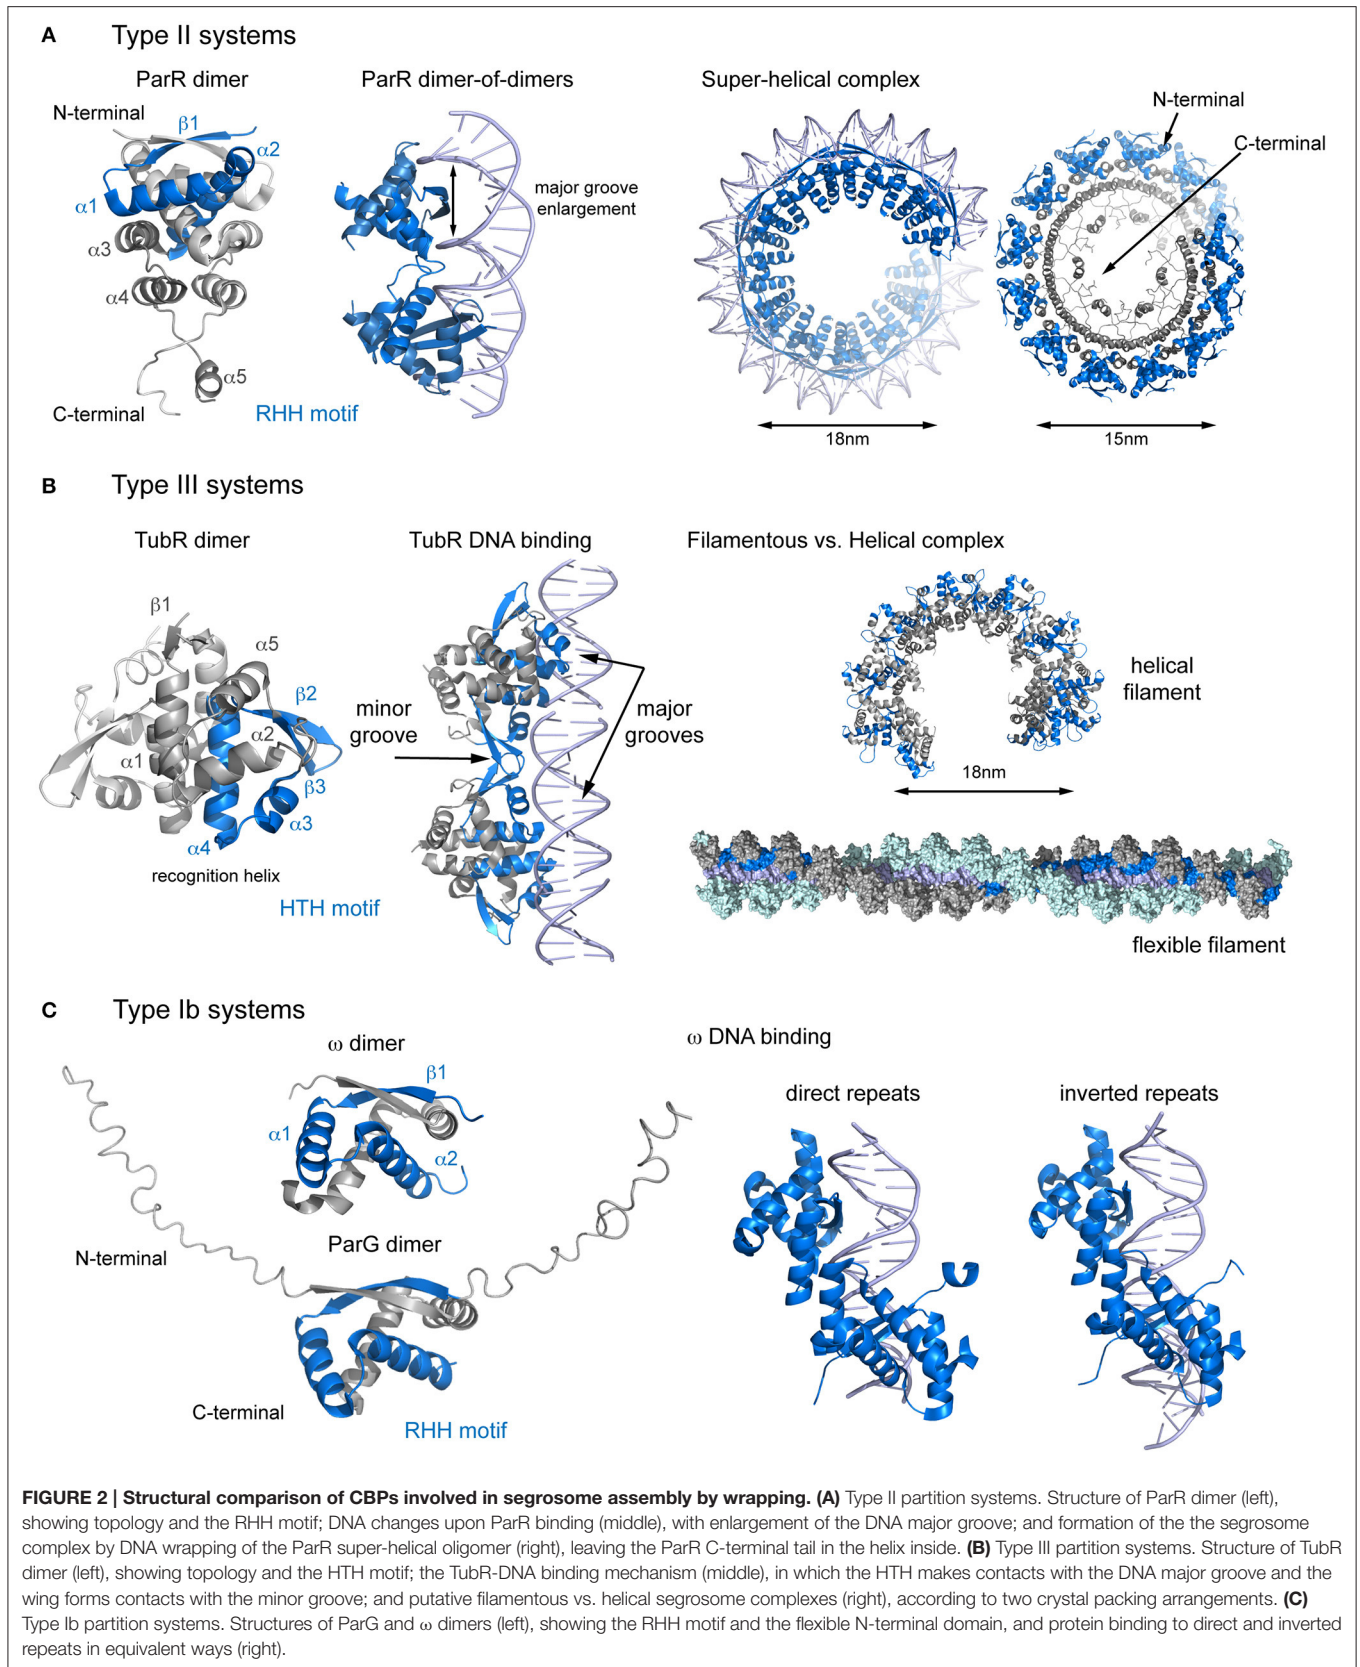 A Type II systems
ParR dimer
ParR dimer-of-dimers
Super-helical complex
N-terminal
β1
α2
α1
α3
α4
α5
C-terminal
RHH motif
major groove
enlargement
N-terminal
C-terminal
18nm
15nm
B Type III systems
TubR dimer
TubR DNA binding
Filamentous vs. Helical complex
β1
α5
β2
α2
α1
β3
α3
α4
recognition helix
HTH motif
minor
groove
major
grooves
helical
filament
18nm
flexible filament
C Type Ib systems
ω dimer
β1
α1
α2
ParG dimer
N-terminal
C-terminal
RHH motif
ω DNA binding
direct repeats
inverted repeats
FIGURE 2 | Structural comparison of CBPs involved in segrosome assembly by wrapping. (A) Type II partition systems. Structure of ParR dimer (left),
showing topology and the RHH motif; DNA changes upon ParR binding (middle), with enlargement of the DNA major groove; and formation of the the segrosome
complex by DNA wrapping of the ParR super-helical oligomer (right), leaving the ParR C-terminal tail in the helix inside. (B) Type III partition systems. Structure of TubR
dimer (left), showing topology and the HTH motif; the TubR-DNA binding mechanism (middle), in which the HTH makes contacts with the DNA major groove and the
wing forms contacts with the minor groove; and putative filamentous vs. helical segrosome complexes (right), according to two crystal packing arrangements. (C)
Type Ib partition systems. Structures of ParG and ω dimers (left), showing the RHH motif and the flexible N-terminal domain, and protein binding to direct and inverted
repeats in equivalent ways (right).